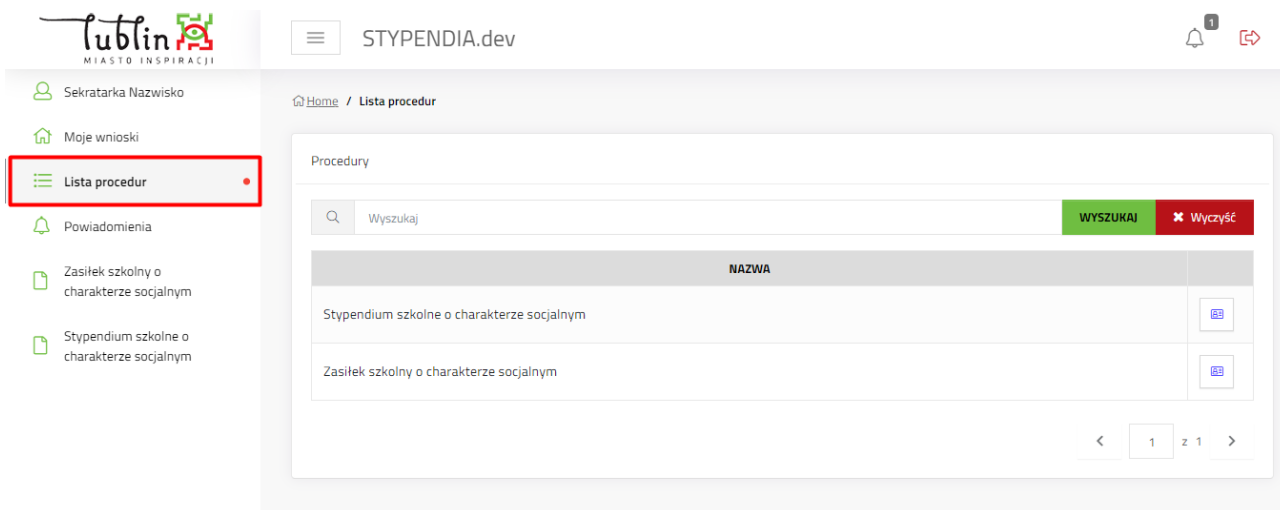 lublin
MIASTO INSPIRACJI
STYPENDIA.dev
1
Sekratarka Nazwisko
Moje wnioski
Lista procedur
Powiadomienia
Zasiłek szkolny o
charakterze socjalnym
Stypendium szkolne o
charakterze socjalnym
Home / Lista procedur
Procedury
Wyszukaj
WYSZUKAJ
Wyczyść
NAZWA
Stypendium szkolne o charakterze socjalnym
Zasiłek szkolny o charakterze socjalnym
1 z 1